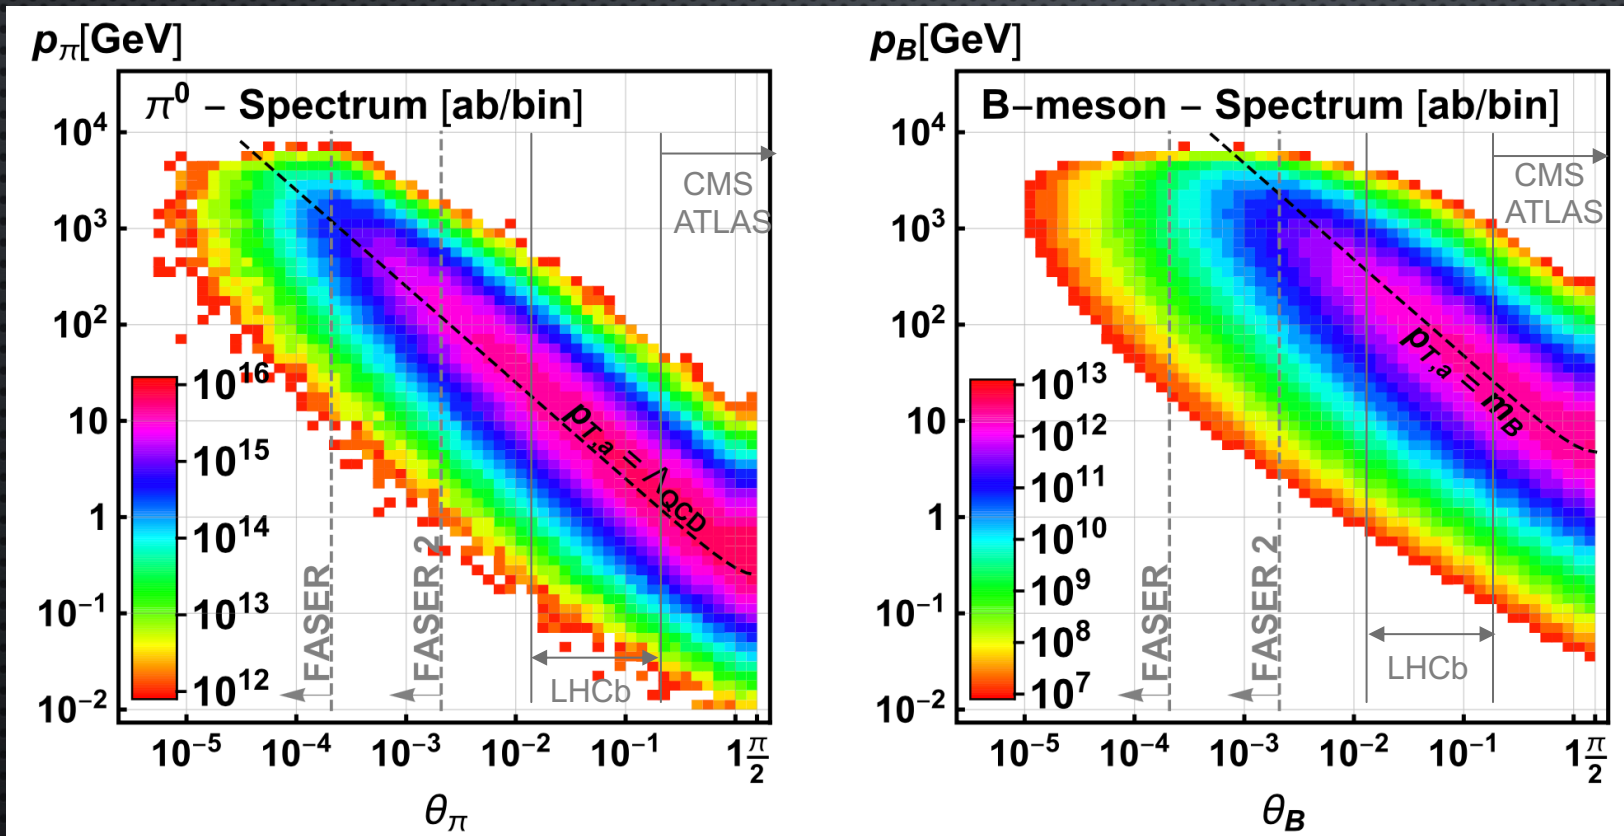 pπ[GeV]
π⁰ – Spectrum [ab/bin]
10⁴
10³
10²
10
1
10⁻¹
10⁻²
10¹⁶
10¹⁵
10¹⁴
10¹³
10¹²
CMS
ATLAS
p_T,a = Λ_QCD
FASER
FASER 2
LHCb
10⁻⁵ 10⁻⁴ 10⁻³ 10⁻² 10⁻¹ 1 π/2
θπ
p_B[GeV]
B–meson – Spectrum [ab/bin]
10⁴
10³
10²
10
1
10⁻¹
10⁻²
10¹³
10¹²
10¹¹
10¹⁰
10⁹
10⁸
10⁷
CMS
ATLAS
p_T,a = m_B
FASER
FASER 2
LHCb
10⁻⁵ 10⁻⁴ 10⁻³ 10⁻² 10⁻¹ 1 π/2
θ_B